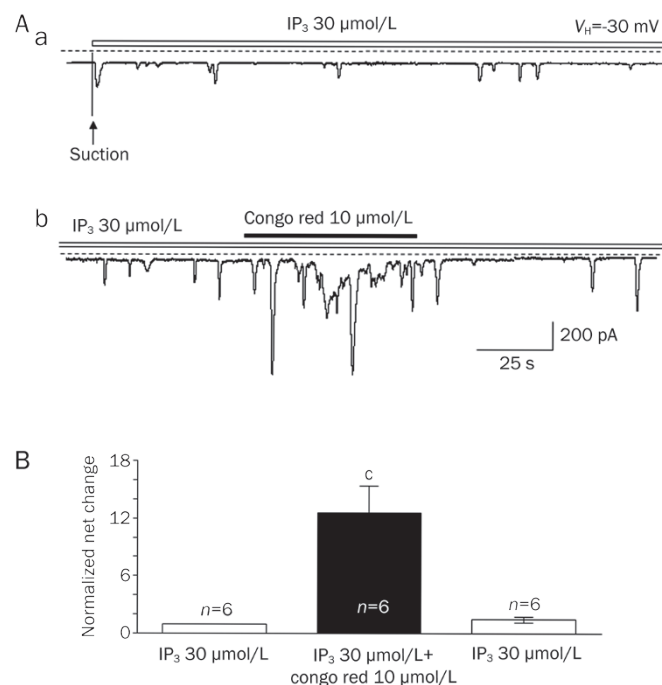 A
a
IP₃ 30 μmol/L
V_H=-30 mV
Suction
b
IP₃ 30 μmol/L
Congo red 10 μmol/L
200 pA
25 s
B
Normalized net change
18
12
6
0
c
n=6
n=6
n=6
IP₃ 30 μmol/L
IP₃ 30 μmol/L+
congo red 10 μmol/L
IP₃ 30 μmol/L